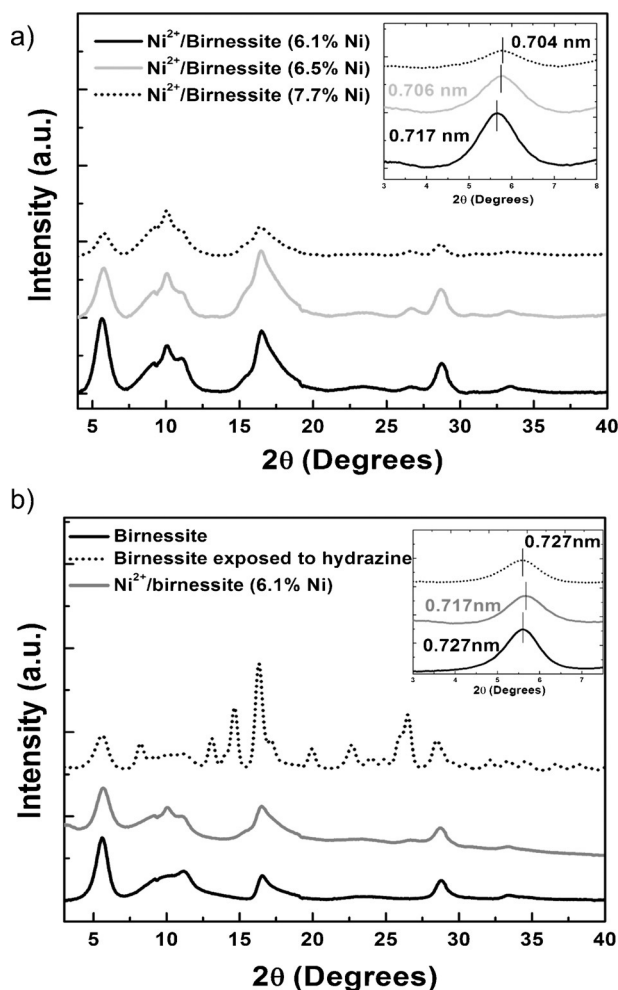 a)
Ni²⁺/Birnessite (6.1% Ni)
Ni²⁺/Birnessite (6.5% Ni)
Ni²⁺/Birnessite (7.7% Ni)
0.704 nm
0.706 nm
0.717 nm
3 4 5 6 7 8
2θ (Degrees)
Intensity (a.u.)
5 10 15 20 25 30 35 40
2θ (Degrees)
b)
Birnessite
Birnessite exposed to hydrazine
Ni²⁺/birnessite (6.1% Ni)
0.727nm
0.717nm
0.727nm
3 4 5 6 7
2θ (Degrees)
Intensity (a.u.)
5 10 15 20 25 30 35 40
2θ (Degrees)